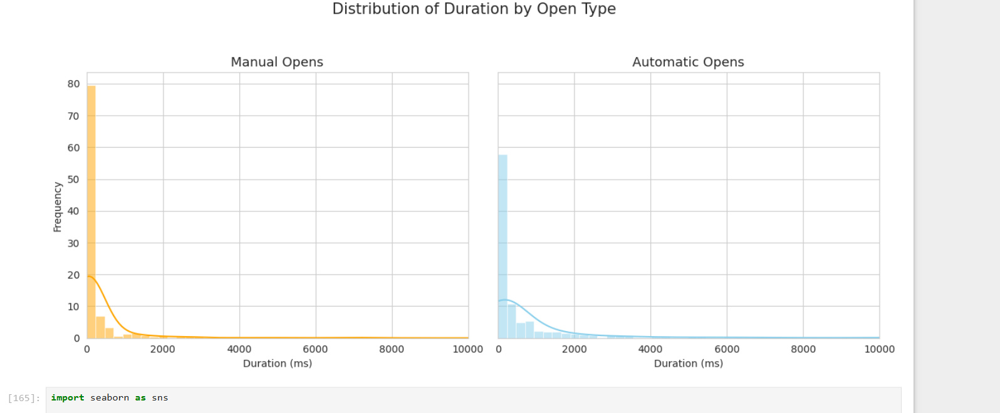 Distribution of Duration by Open Type
Manual Opens
Automatic Opens
80
70
60
50
40
30
20
10
0
Frequency
0 2000 4000 6000 8000 10000
0 2000 4000 6000 8000 10000
Duration (ms)
Duration (ms)
[165]: import seaborn as sns